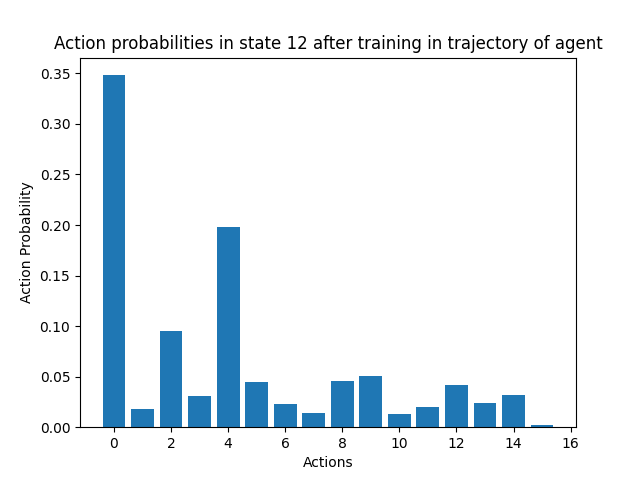 Action probabilities in state 12 after training in trajectory of agent
0.35
0.30
0.25
0.20
0.15
0.10
0.05
0.00
Action Probability
0 2 4 6 8 10 12 14 16
Actions